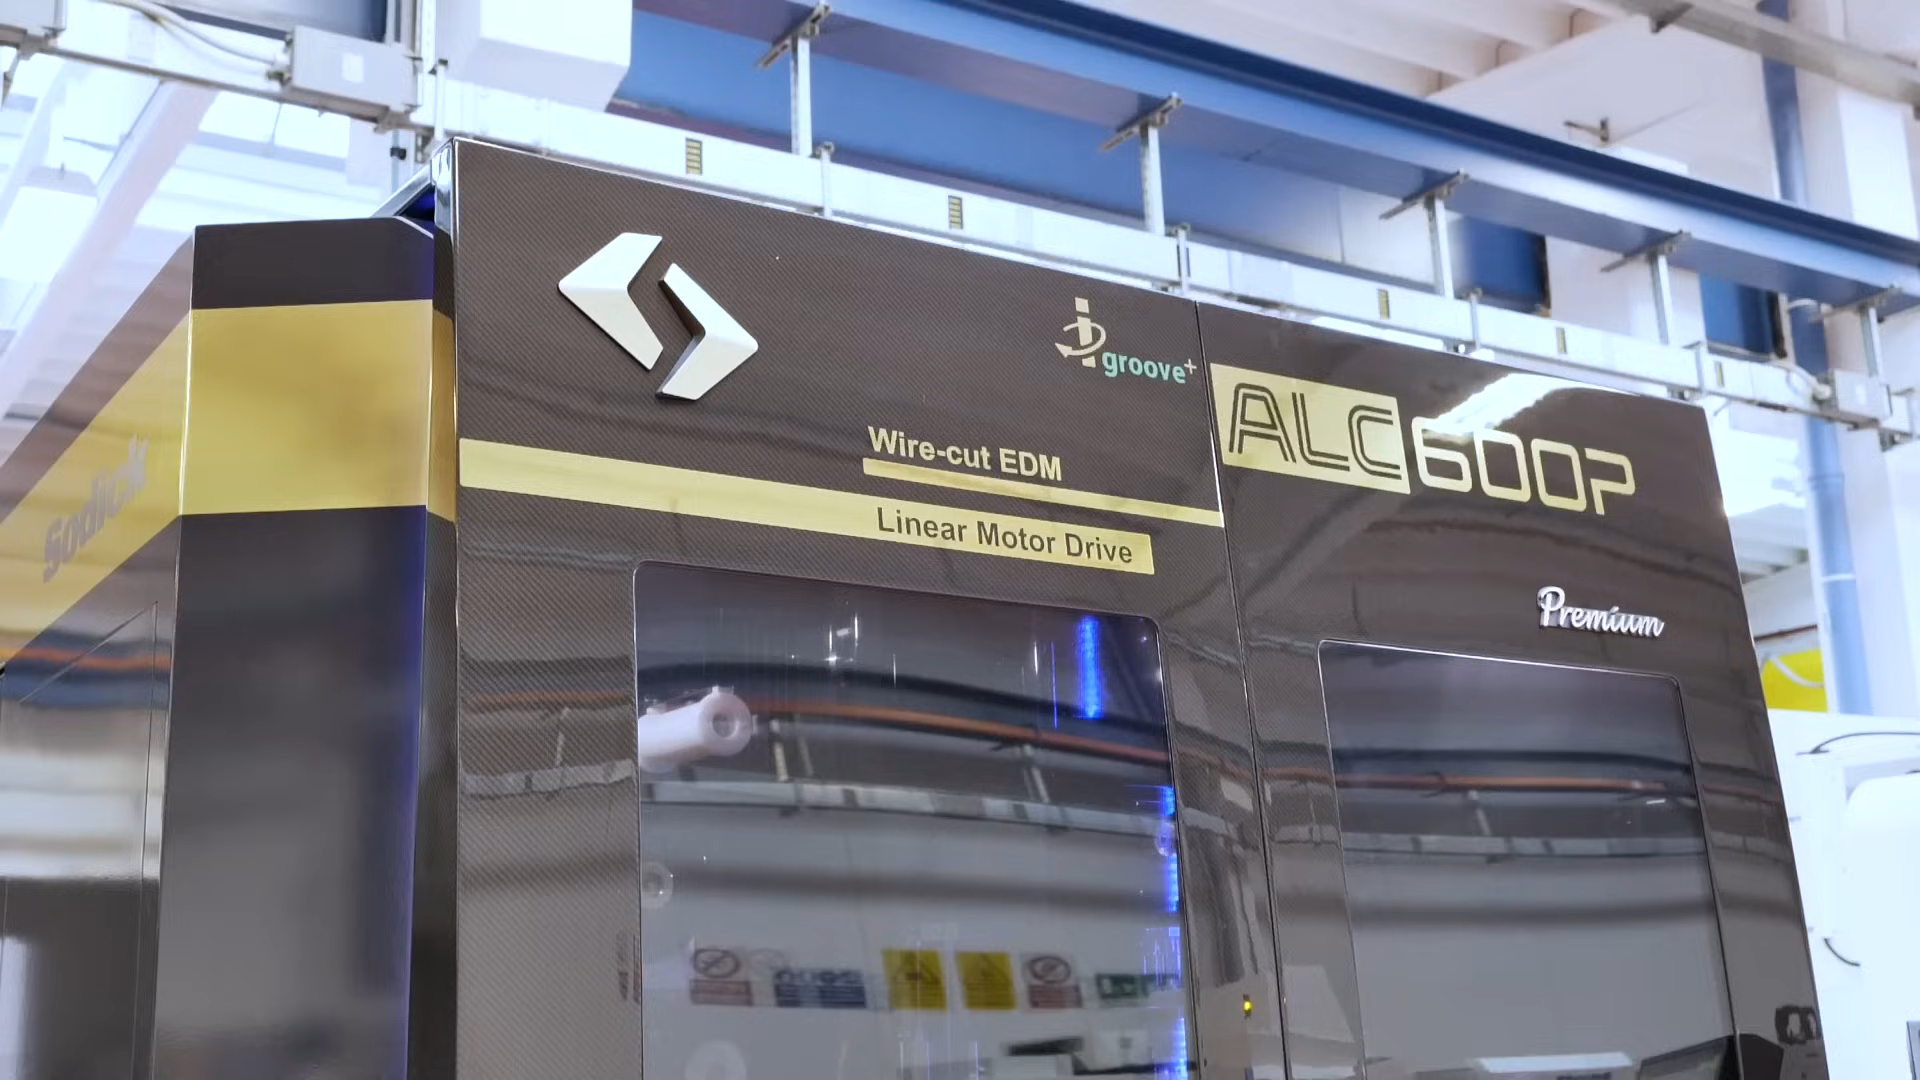 i
groove+
ALC600P
Wire-cut EDM
Linear Motor Drive
Sodick
Premium